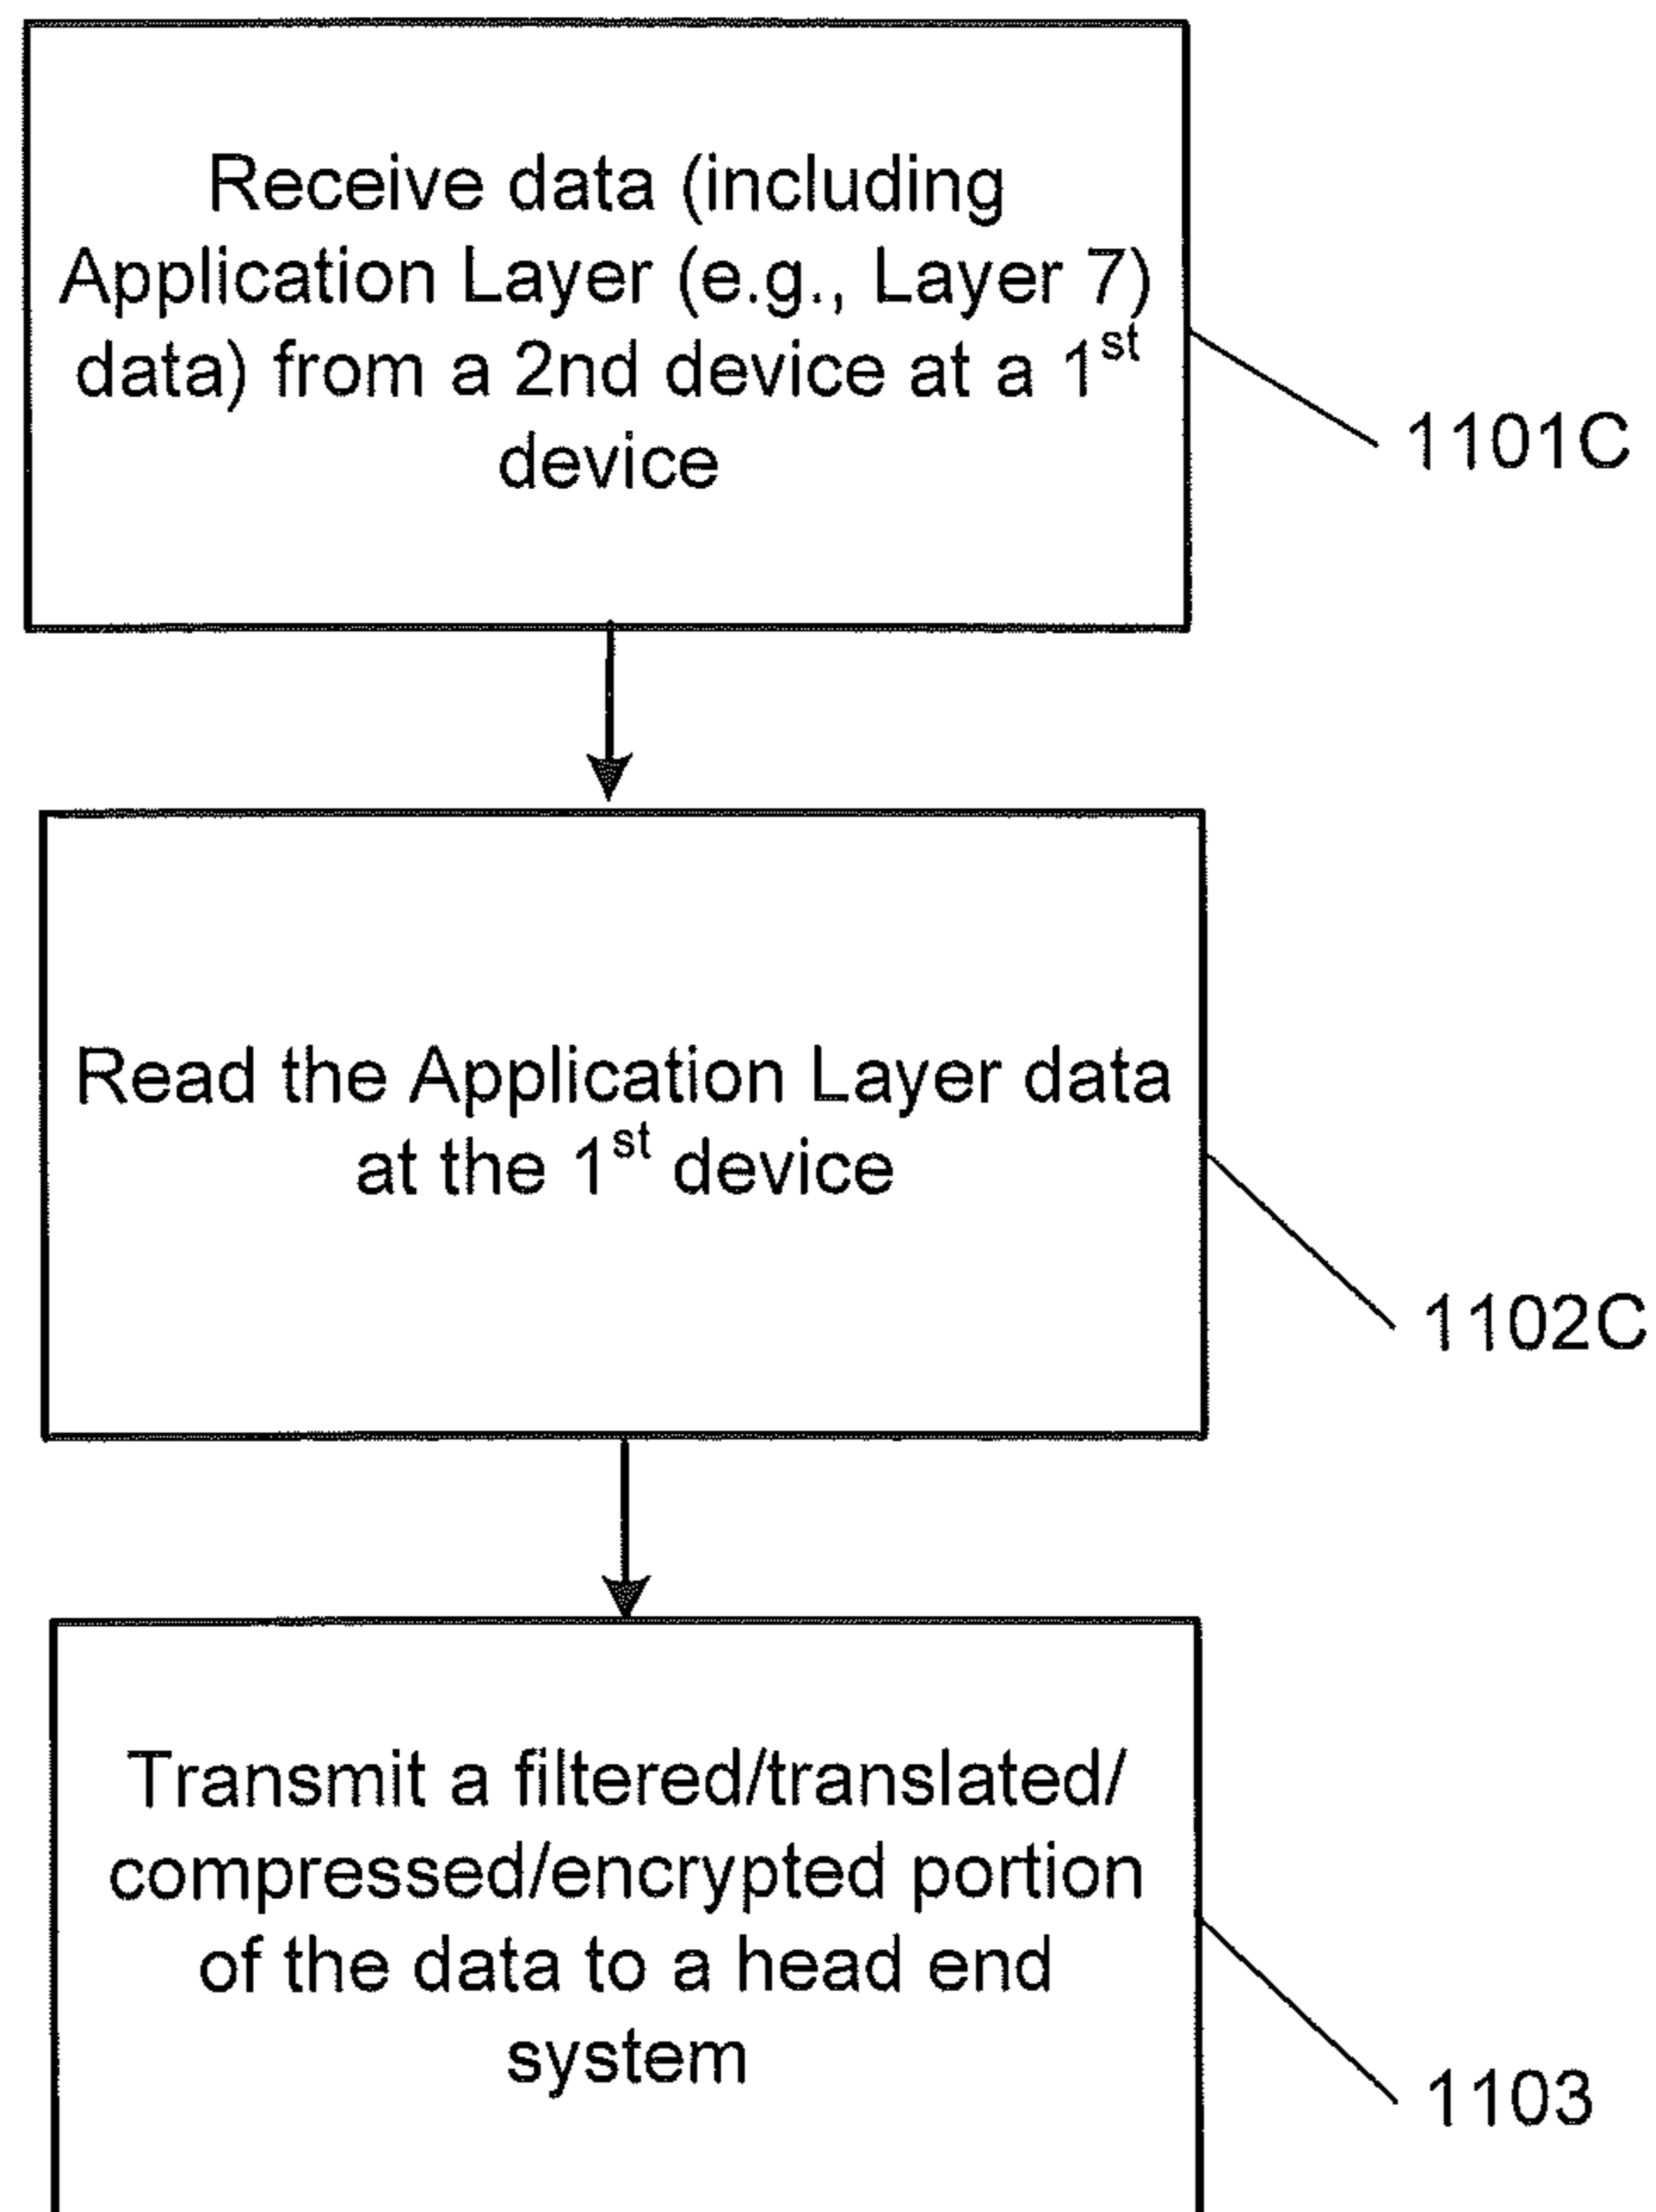 Receive data (including
Application Layer (e.g., Layer 7)
data) from a 2nd device at a 1st
device
1101C
Read the Application Layer data
at the 1st device
1102C
Transmit a filtered/translated/
compressed/encrypted portion
of the data to a head end
system
1103